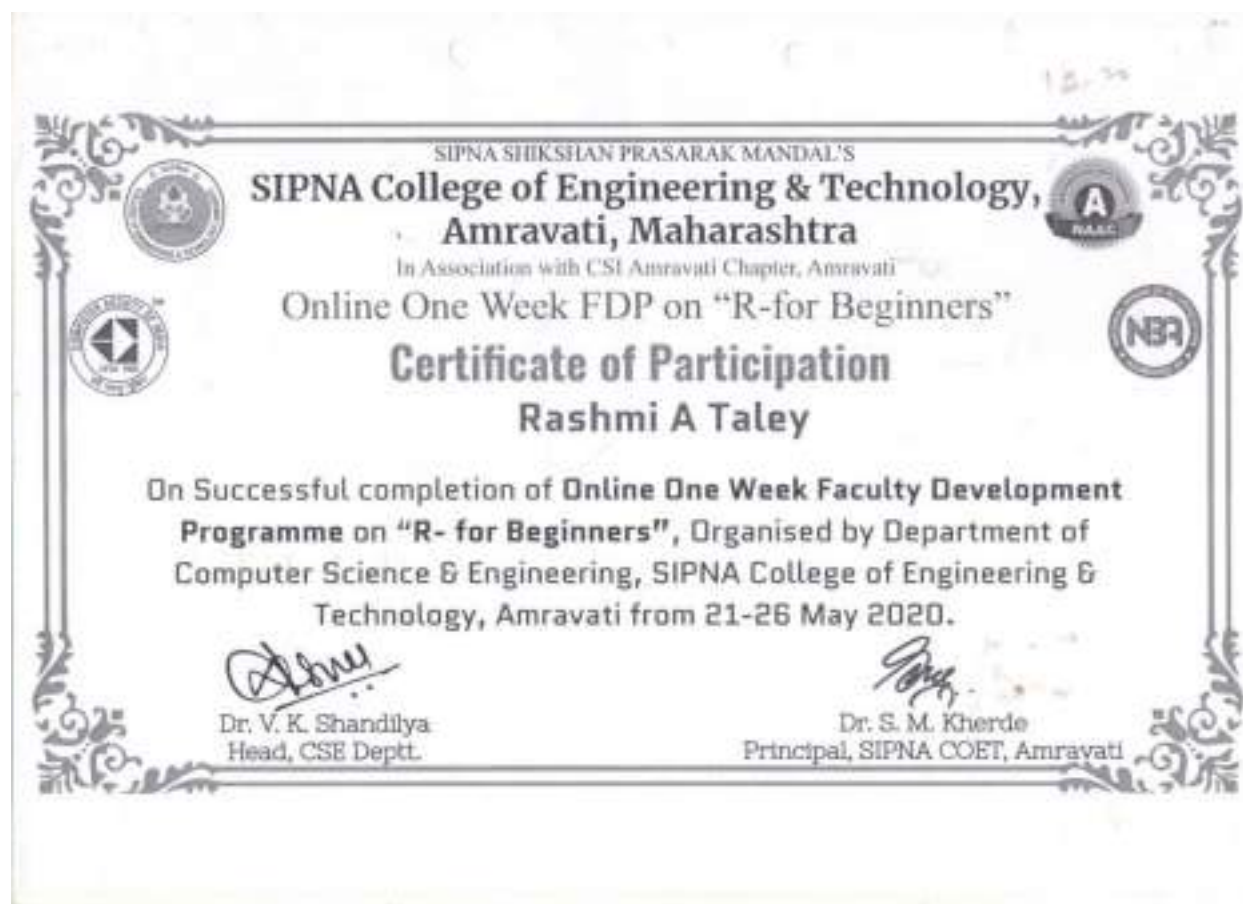 SIPNA SHIKSHAN PRASARAK MANDAL'S
SIPNA College of Engineering & Technology,
Amravati, Maharashtra
In Association with CSI Amravati Chapter, Amravati
Online One Week FDP on “R-for Beginners”
Certificate of Participation
Rashmi A Taley
On Successful completion of Online One Week Faculty Development
Programme on “R- for Beginners”, Organised by Department of
Computer Science & Engineering, SIPNA College of Engineering &
Technology, Amravati from 21-26 May 2020.
Dr. V. K. Shandilya
Head, CSE Deptt.
Dr. S. M. Kherde
Principal, SIPNA COET, Amravati
A
NAAC
NBA